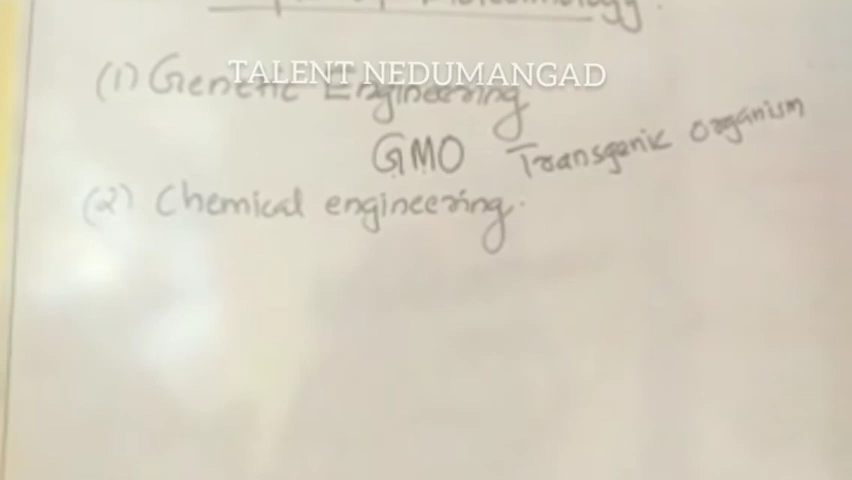 TALENT NEDUMANGAD
(1) Genetic Engineering
GMO Transgenic organism
(2) Chemical engineering.